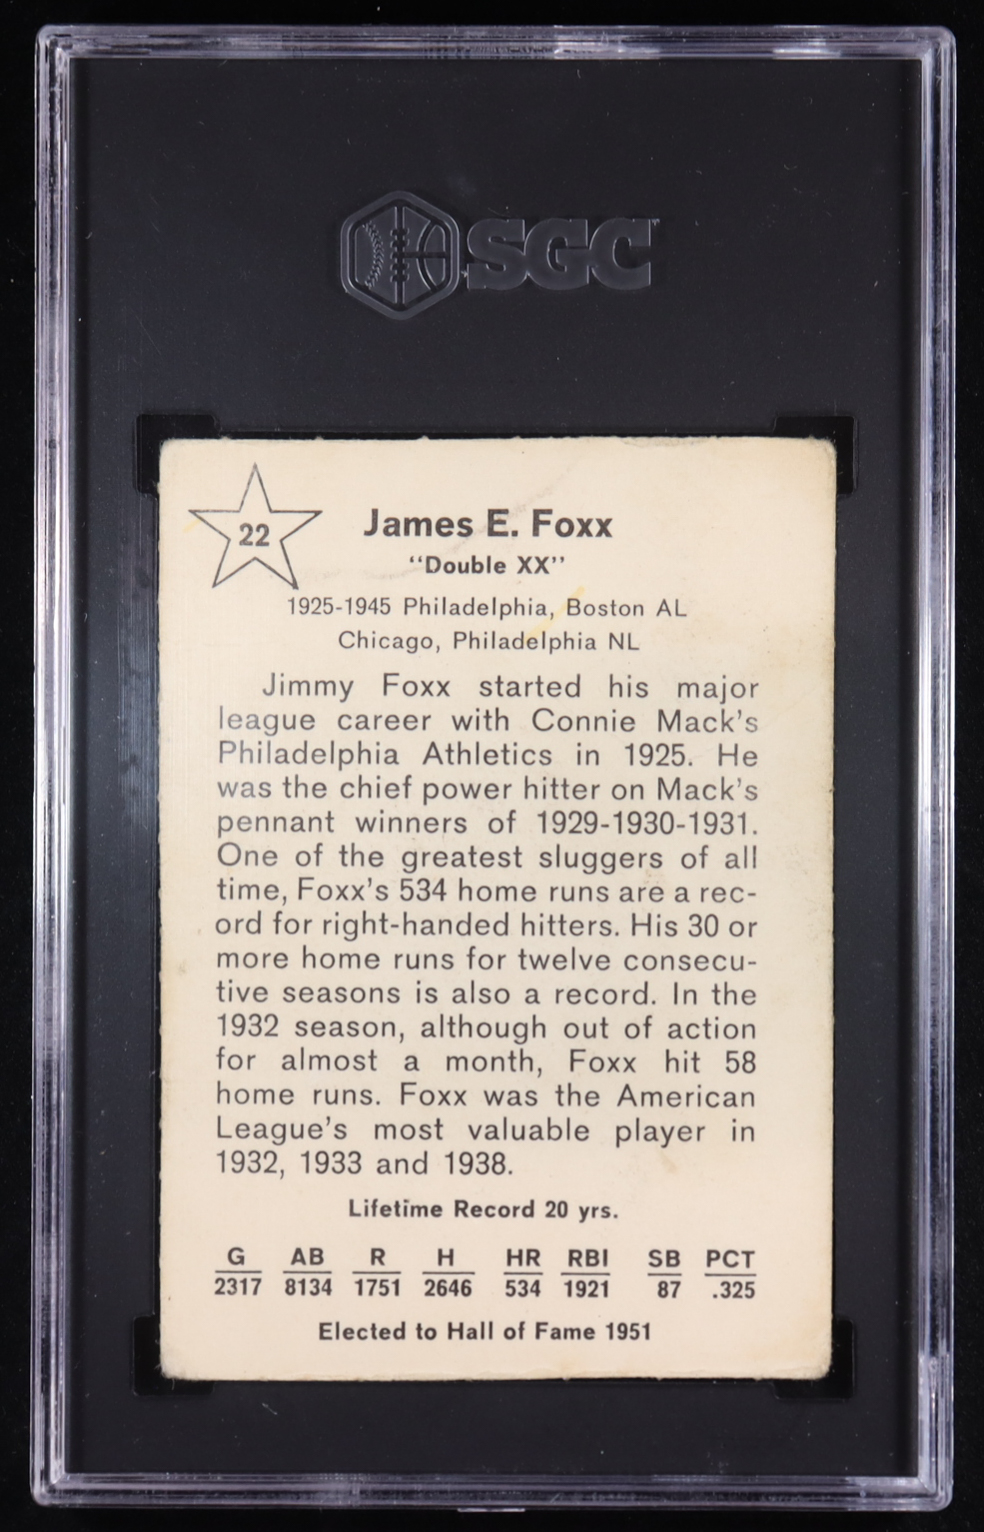 SGC
22
James E. Foxx
“Double XX”
1925-1945 Philadelphia, Boston AL
Chicago, Philadelphia NL
Jimmy Foxx started his major
league career with Connie Mack's
Philadelphia Athletics in 1925. He
was the chief power hitter on Mack's
pennant winners of 1929-1930-1931.
One of the greatest sluggers of all
time, Foxx's 534 home runs are a rec-
ord for right-handed hitters. His 30 or
more home runs for twelve consecu-
tive seasons is also a record. In the
1932 season, although out of action
for almost a month, Foxx hit 58
home runs. Foxx was the American
League's most valuable player in
1932, 1933 and 1938.
Lifetime Record 20 yrs.
G AB R H HR RBI SB PCT
2317 8134 1751 2646 534 1921 87 .325
Elected to Hall of Fame 1951